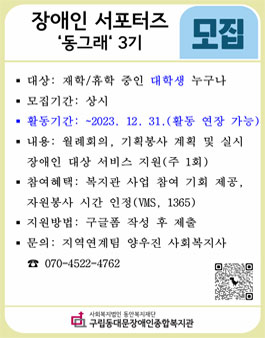 장애인 서포터즈
'동그래' 3기
모집
▪ 대상: 재학/휴학 중인 대학생 누구나
▪ 모집기간: 상시
▪ 활동기간: ~2023. 12. 31.(활동 연장 가능)
▪ 내용: 월례회의, 기획봉사 계획 및 실시
장애인 대상 서비스 지원(주 1회)
▪ 참여혜택: 복지관 사업 참여 기회 제공,
자원봉사 시간 인정(VMS, 1365)
▪ 지원방법: 구글폼 작성 후 제출
▪ 문의: 지역연계팀 양우진 사회복지사
☎ 070-4522-4762
사회복지법인 동안복지재단
구립동대문장애인종합복지관